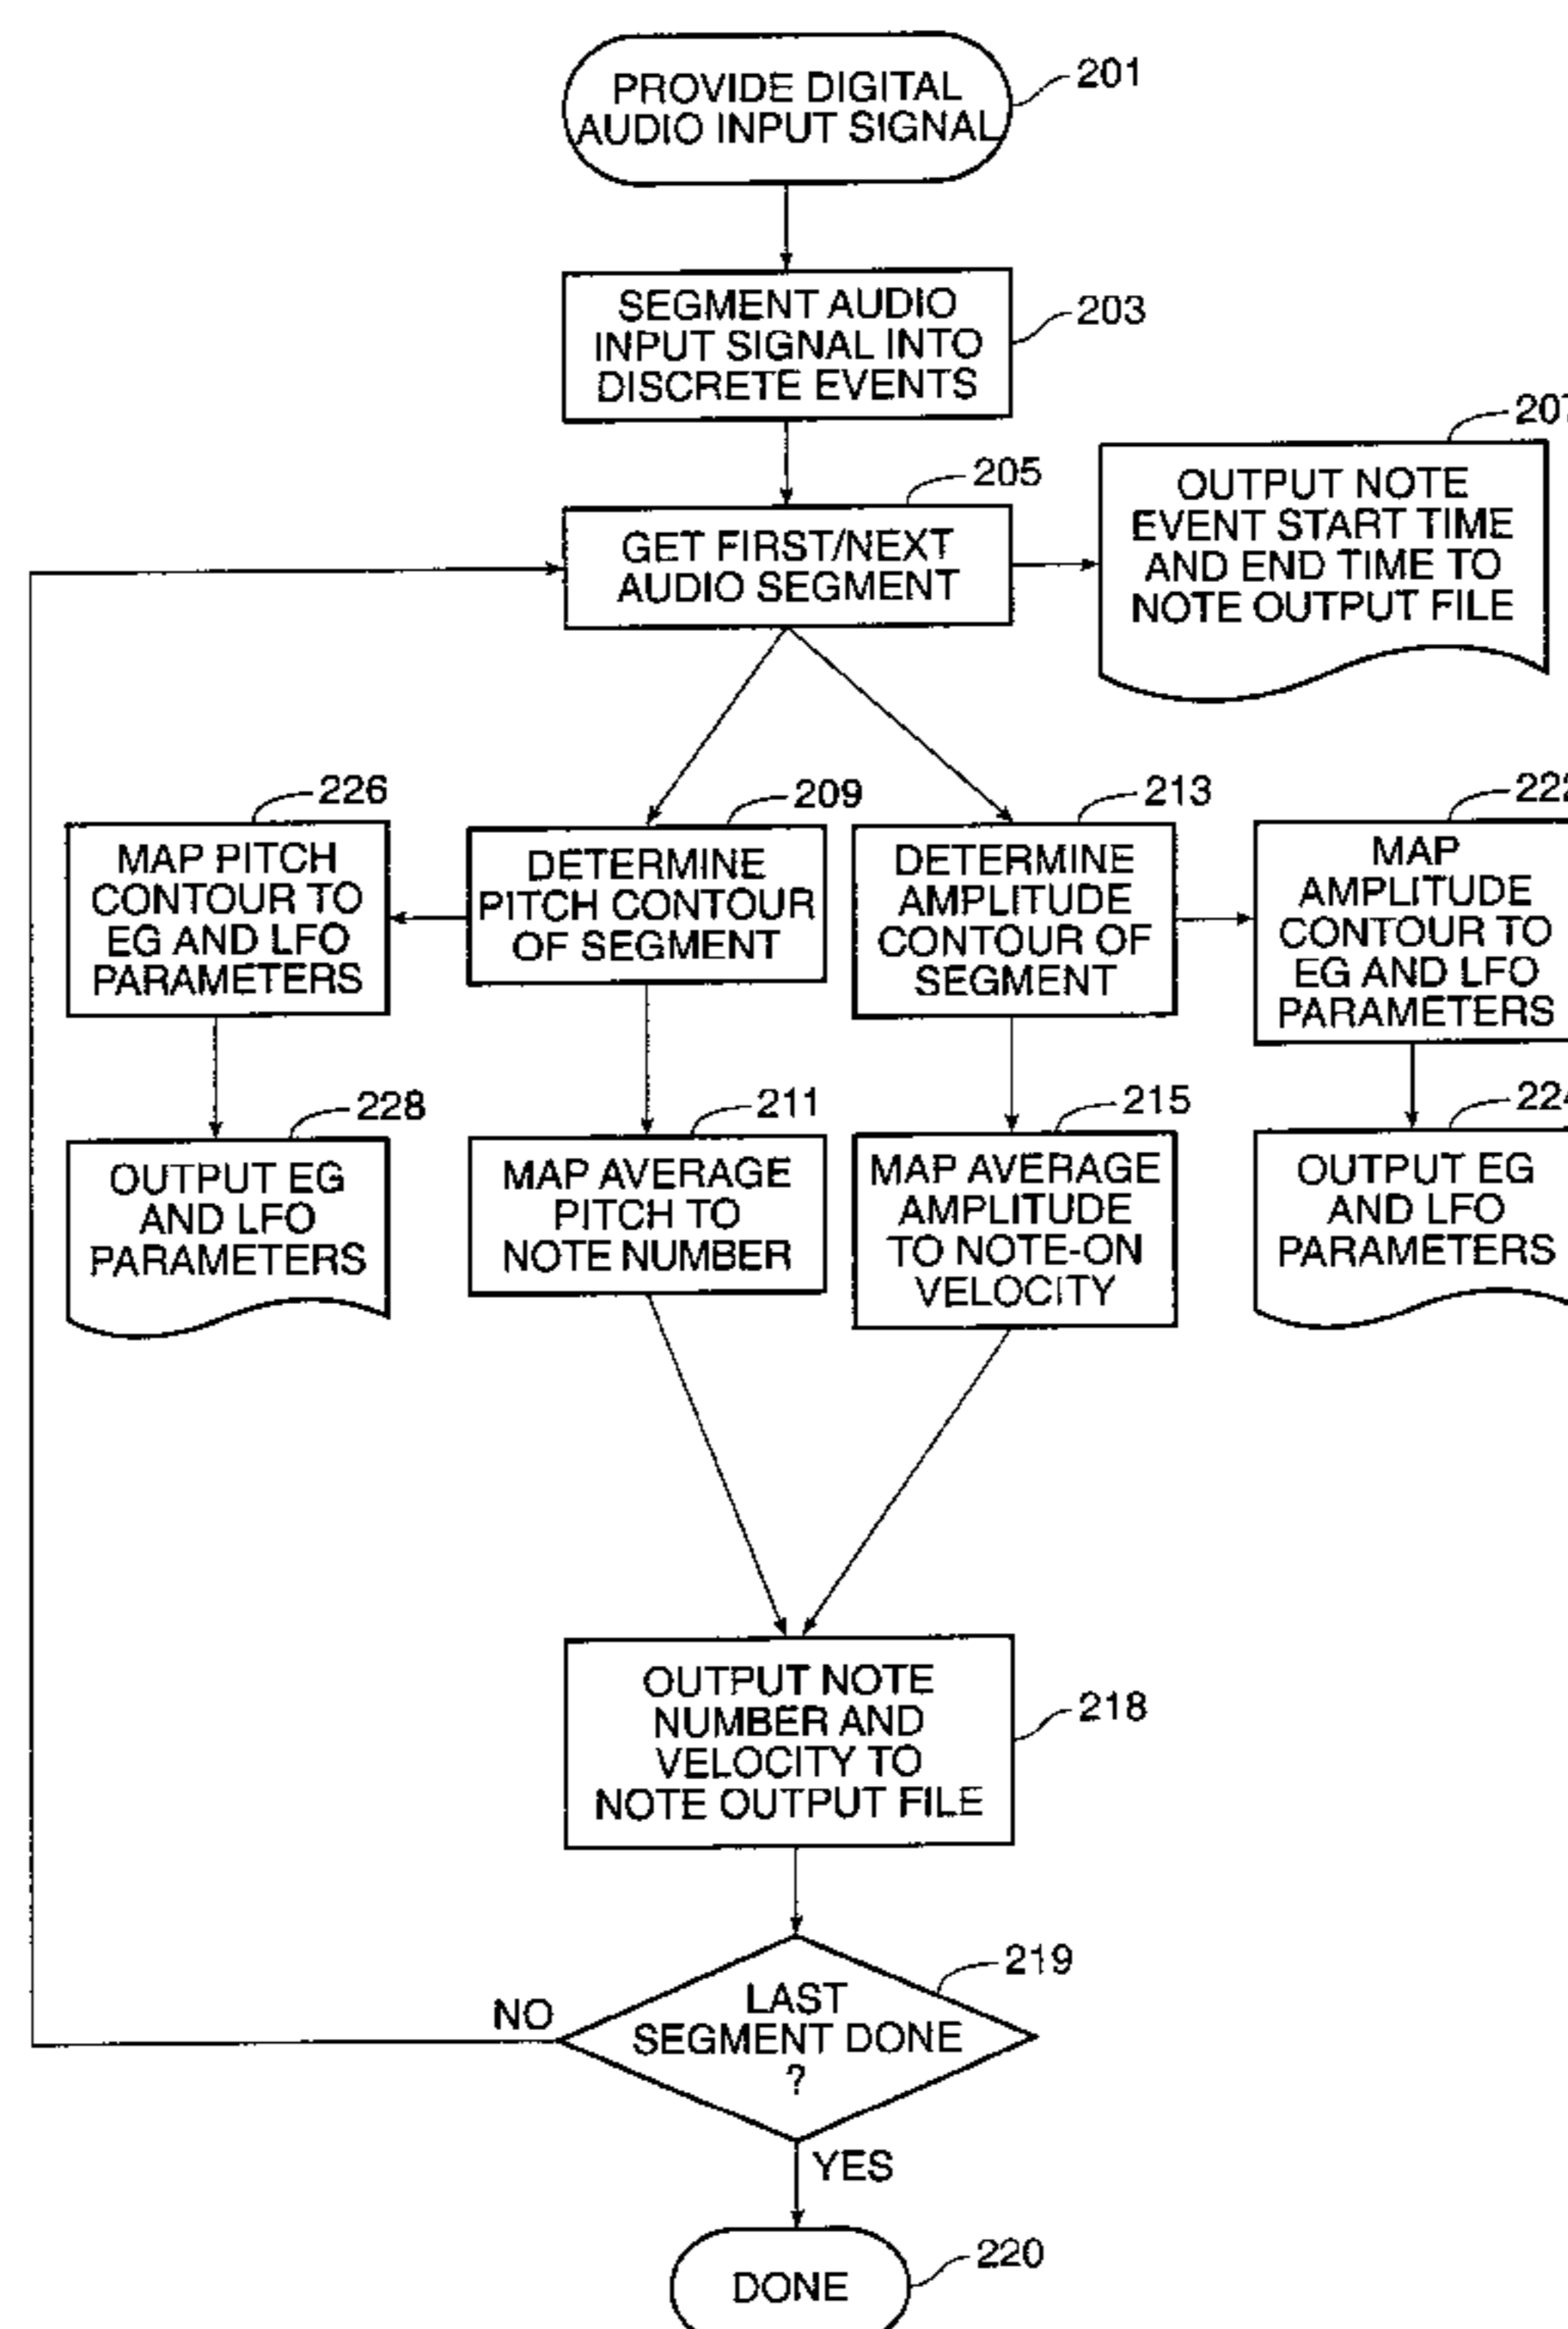 PROVIDE DIGITAL
AUDIO INPUT SIGNAL
201
SEGMENT AUDIO
INPUT SIGNAL INTO
DISCRETE EVENTS
203
207
OUTPUT NOTE
EVENT START TIME
AND END TIME TO
NOTE OUTPUT FILE
205
GET FIRST/NEXT
AUDIO SEGMENT
226
MAP PITCH
CONTOUR TO
EG AND LFO
PARAMETERS
209
DETERMINE
PITCH CONTOUR
OF SEGMENT
213
DETERMINE
AMPLITUDE
CONTOUR OF
SEGMENT
222
MAP
AMPLITUDE
CONTOUR TO
EG AND LFO
PARAMETERS
228
OUTPUT EG
AND LFO
PARAMETERS
211
MAP AVERAGE
PITCH TO
NOTE NUMBER
215
MAP AVERAGE
AMPLITUDE
TO NOTE-ON
VELOCITY
224
OUTPUT EG
AND LFO
PARAMETERS
OUTPUT NOTE
NUMBER AND
VELOCITY TO
NOTE OUTPUT FILE
218
219
NO
LAST
SEGMENT DONE
?
YES
220
DONE